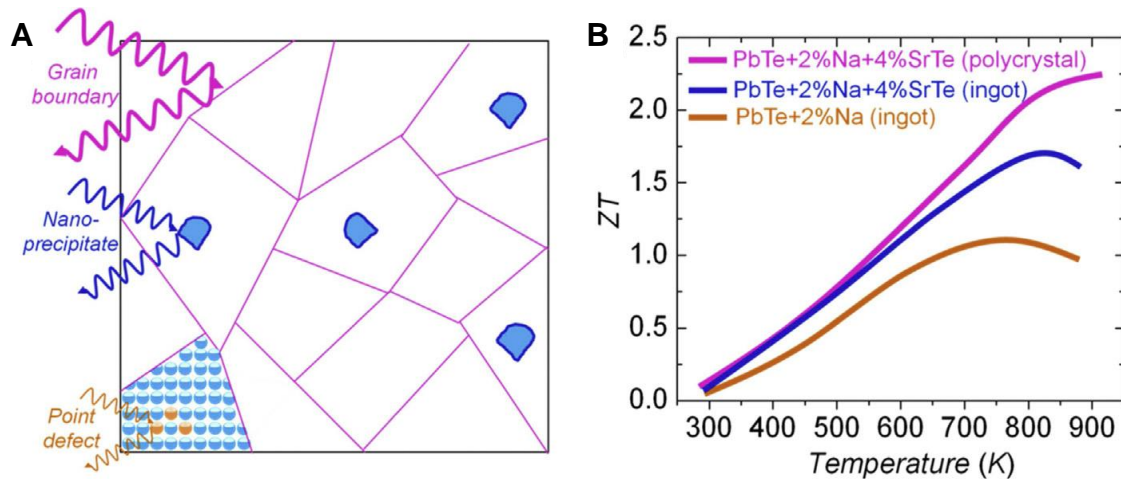 A
Grain
boundary
Nano-
precipitate
Point
defect
B
2.5
2.0
1.5
1.0
0.5
0.0
ZT
PbTe+2%Na+4%SrTe (polycrystal)
PbTe+2%Na+4%SrTe (ingot)
PbTe+2%Na (ingot)
300 400 500 600 700 800 900
Temperature (K)